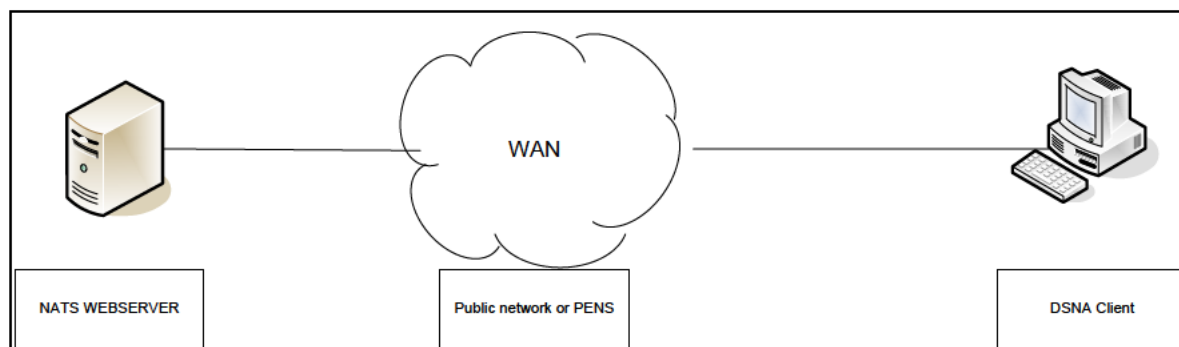 WAN
NATS WEBSERVER
Public network or PENS
DSNA Client